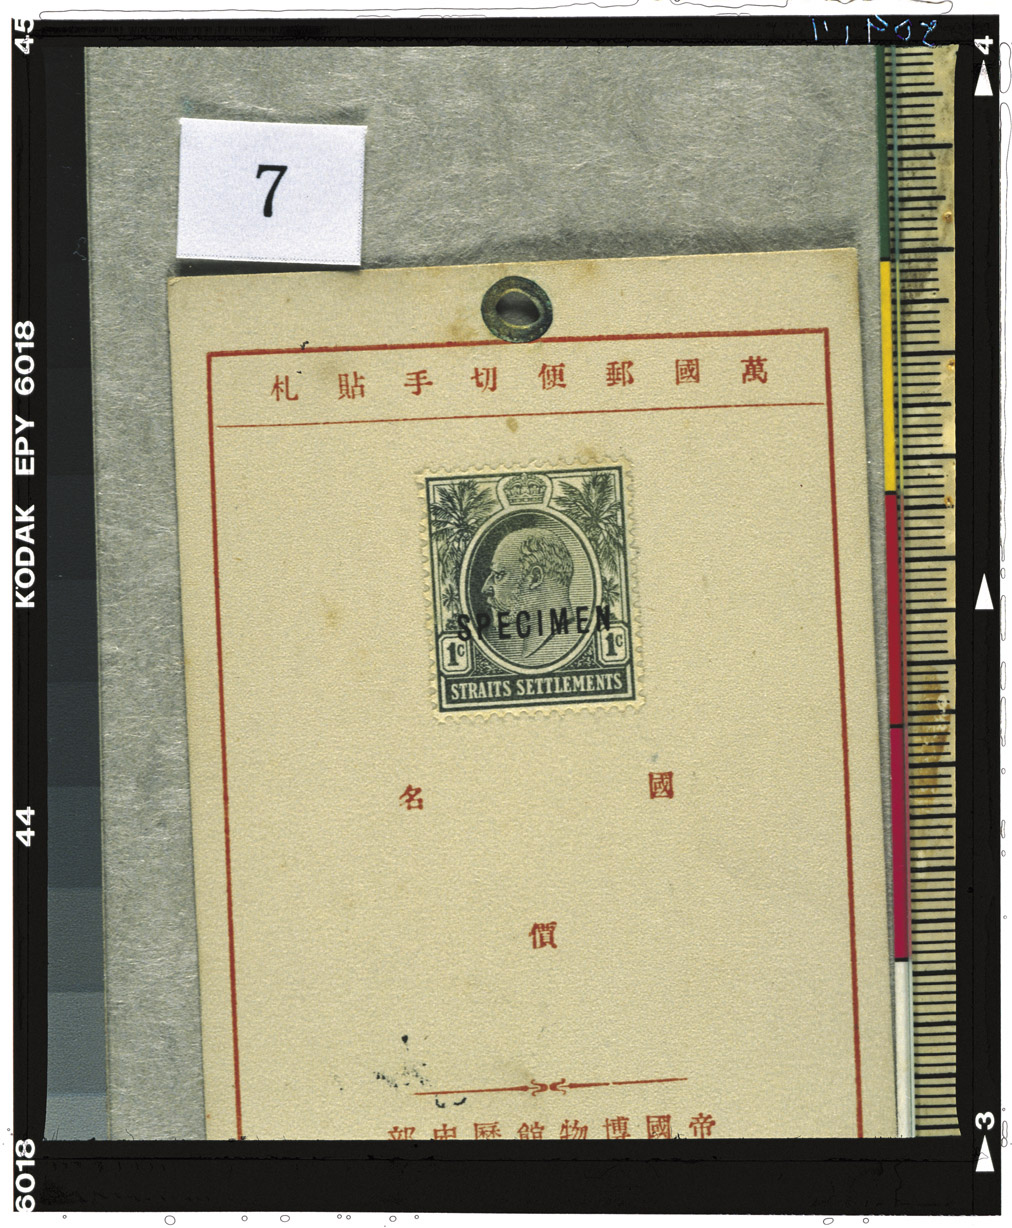 45
4
7
萬國郵便切手貼札
SPECIMEN
1c 1c
STRAITS SETTLEMENTS
國名
價
帝國博物館歷史部
KODAK EPY 6018
44
6018
3